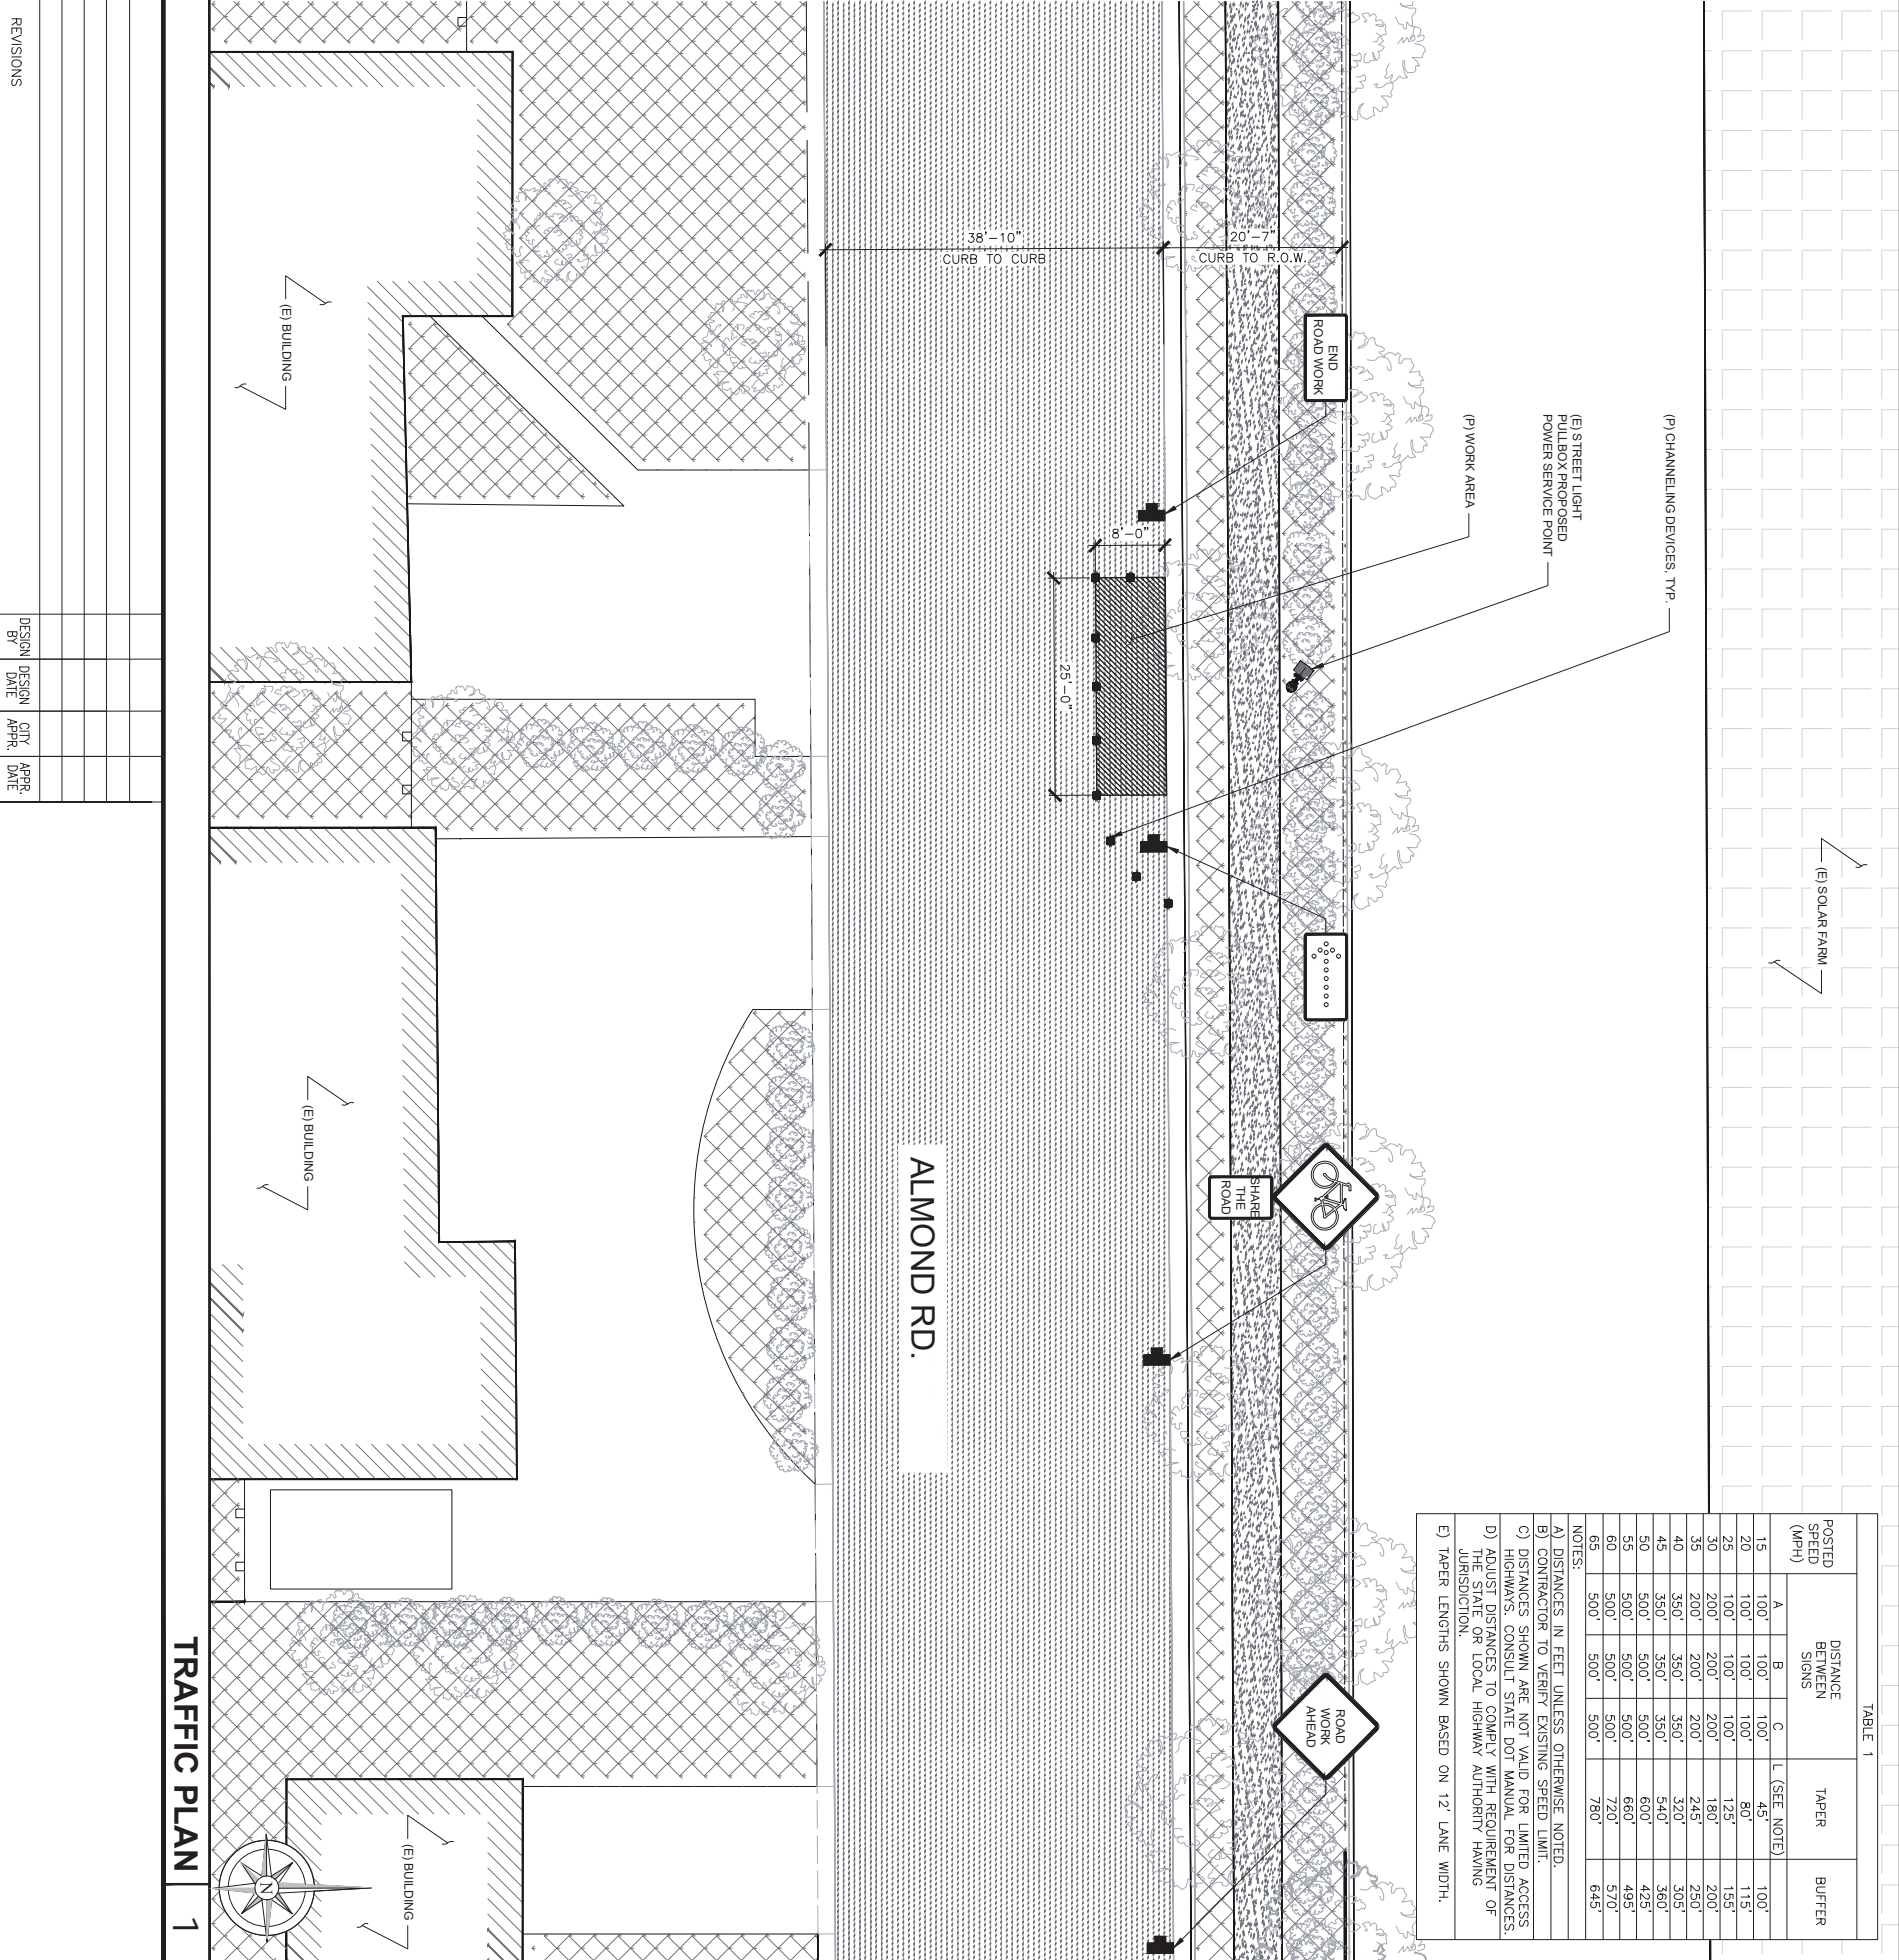 TABLE 1
POSTED SPEED (MPH)
DISTANCE BETWEEN SIGNS
TAPER
BUFFER
A B C L (SEE NOTE)
15 100' 100' 100' 45' 100'
20 100' 100' 100' 80' 115'
25 100' 100' 100' 125' 155'
30 200' 200' 200' 180' 200'
35 200' 200' 200' 245' 250'
40 350' 350' 350' 320' 305'
45 350' 350' 350' 540' 360'
50 500' 500' 500' 600' 425'
55 500' 500' 500' 660' 495'
60 500' 500' 500' 720' 570'
65 500' 500' 500' 780' 645'
NOTES:
A) DISTANCES IN FEET UNLESS OTHERWISE NOTED.
B) CONTRACTOR TO VERIFY EXISTING SPEED LIMIT.
C) DISTANCES SHOWN ARE NOT VALID FOR LIMITED ACCESS
HIGHWAYS. CONSULT STATE DOT MANUAL FOR DISTANCES.
D) ADJUST DISTANCES TO COMPLY WITH REQUIREMENT OF
THE STATE OR LOCAL HIGHWAY AUTHORITY HAVING
JURISDICTION.
E) TAPER LENGTHS SHOWN BASED ON 12' LANE WIDTH.
(E) SOLAR FARM
(P) CHANNELING DEVICES, TYP.
(E) STREET LIGHT
PULLBOX PROPOSED
POWER SERVICE POINT
(P) WORK AREA
END
ROAD WORK
SHARE
THE
ROAD
ROAD
WORK
AHEAD
20'-7"
CURB TO R.O.W.
38'-10"
CURB TO CURB
8'-0"
25'-0"
ALMOND RD.
(E) BUILDING
(E) BUILDING
(E) BUILDING
N
TRAFFIC PLAN
1
REVISIONS
DESIGN BY
DESIGN DATE
CITY APPR.
APPR. DATE